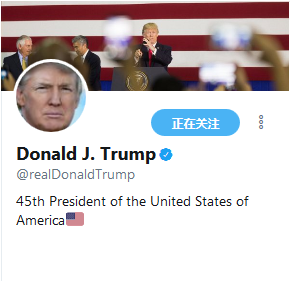 正在关注
Donald J. Trump
@realDonaldTrump
45th President of the United States of
America🇺🇸